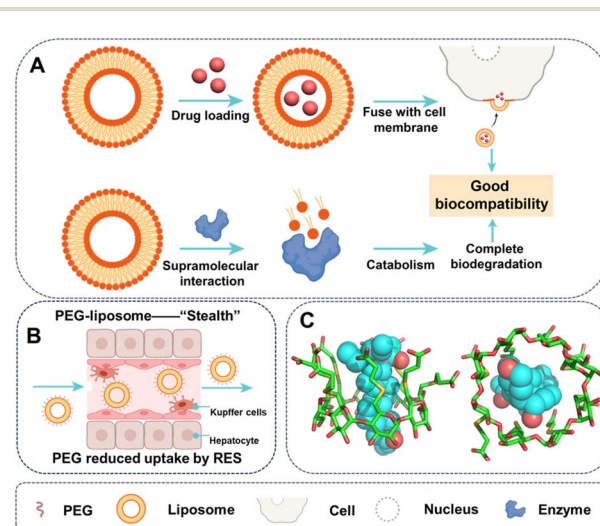 A
Drug loading
Fuse with cell
membrane
Good
biocompatibility
Supramolecular
interaction
Catabolism
Complete
biodegradation
B
PEG-liposome——“Stealth”
Kupffer cells
Hepatocyte
PEG reduced uptake by RES
C
PEG
Liposome
Cell
Nucleus
Enzyme